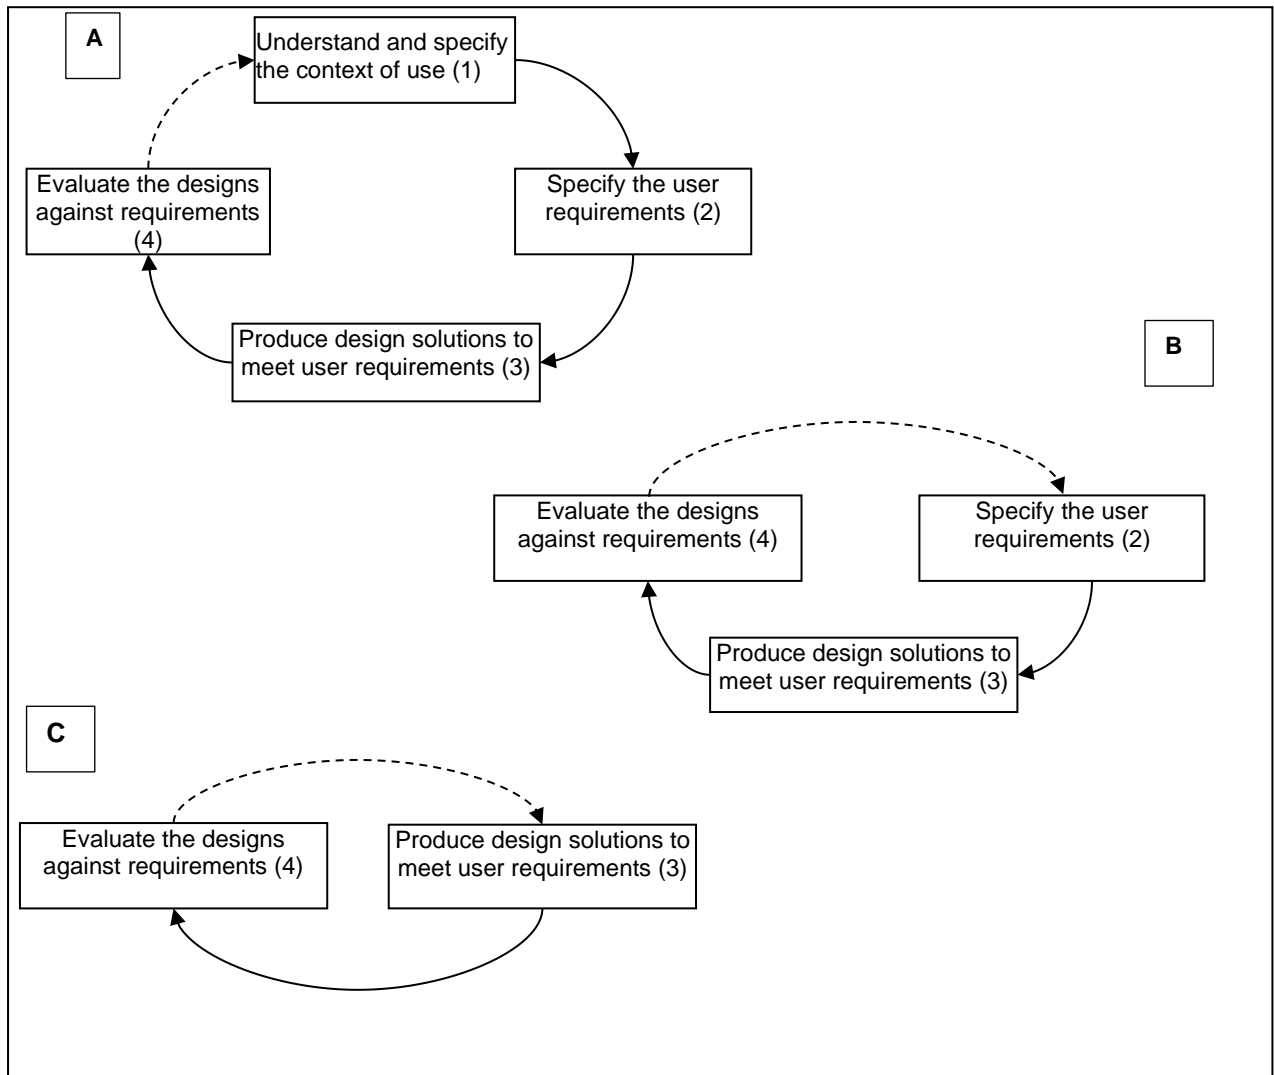 A
Understand and specify
the context of use (1)
Evaluate the designs
against requirements
(4)
Specify the user
requirements (2)
Produce design solutions to
meet user requirements (3)
B
Evaluate the designs
against requirements (4)
Specify the user
requirements (2)
Produce design solutions to
meet user requirements (3)
C
Evaluate the designs
against requirements (4)
Produce design solutions to
meet user requirements (3)